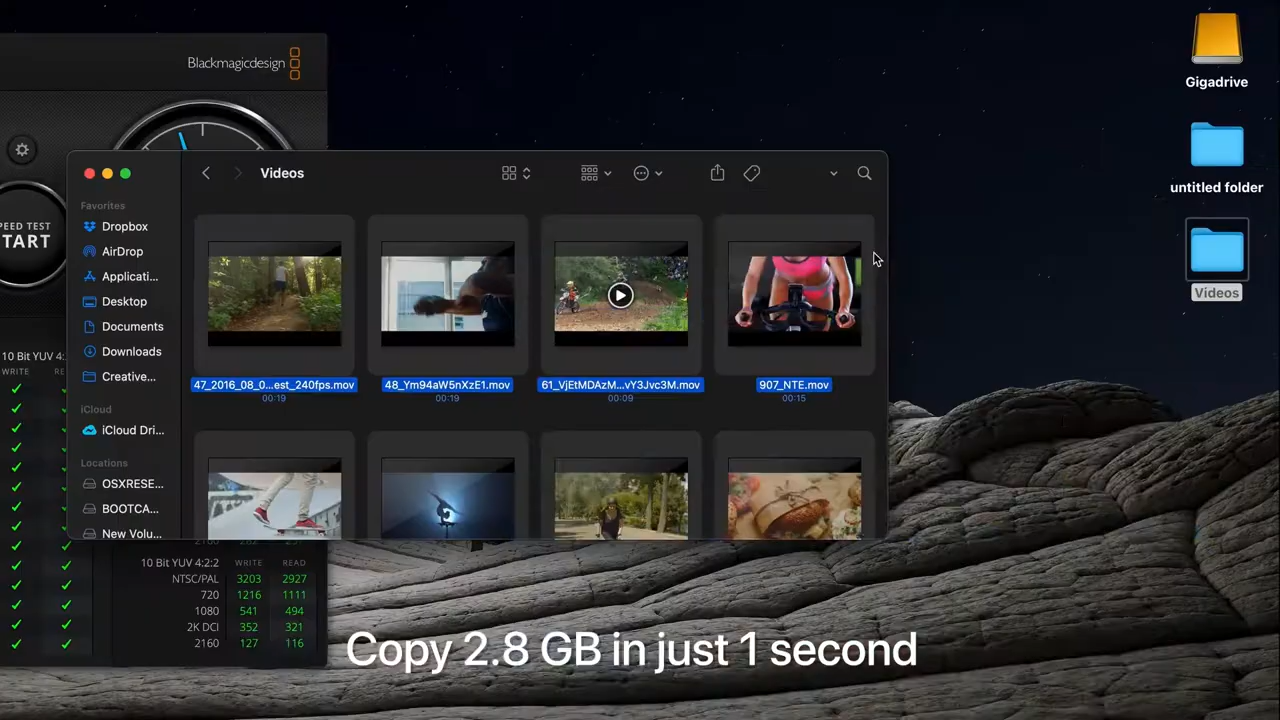 Blackmagicdesign
Gigadrive
untitled folder
Videos
PEED TEST
TART
10 Bit YUV 4:
WRITE
Videos
Favorites
Dropbox
AirDrop
Applicati...
Desktop
Documents
Downloads
Creative...
iCloud
iCloud Dri...
Locations
OSXRESE...
BOOTCA...
New Volu...
47_2016_08_0...est_240fps.mov
00:19
48_Ym94aW5nXzE1.mov
00:19
61_VjEtMDAzM...vY3Jvc3M.mov
00:09
907_NTE.mov
00:15
10 Bit YUV 4:2:2 WRITE READ
NTSC/PAL 3203 2927
720 1216 1111
1080 541 494
2K DCI 352 321
2160 127 116
Copy 2.8 GB in just 1 second